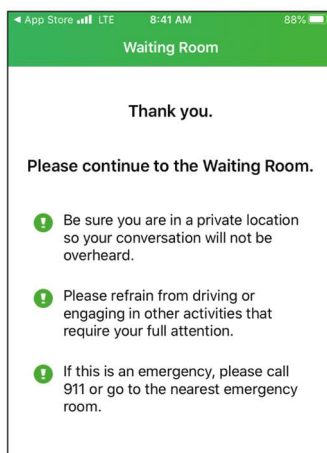 ◄ App Store LTE 8:41 AM 88%
Waiting Room
Thank you.
Please continue to the Waiting Room.
Be sure you are in a private location
so your conversation will not be
overheard.
Please refrain from driving or
engaging in other activities that
require your full attention.
If this is an emergency, please call
911 or go to the nearest emergency
room.